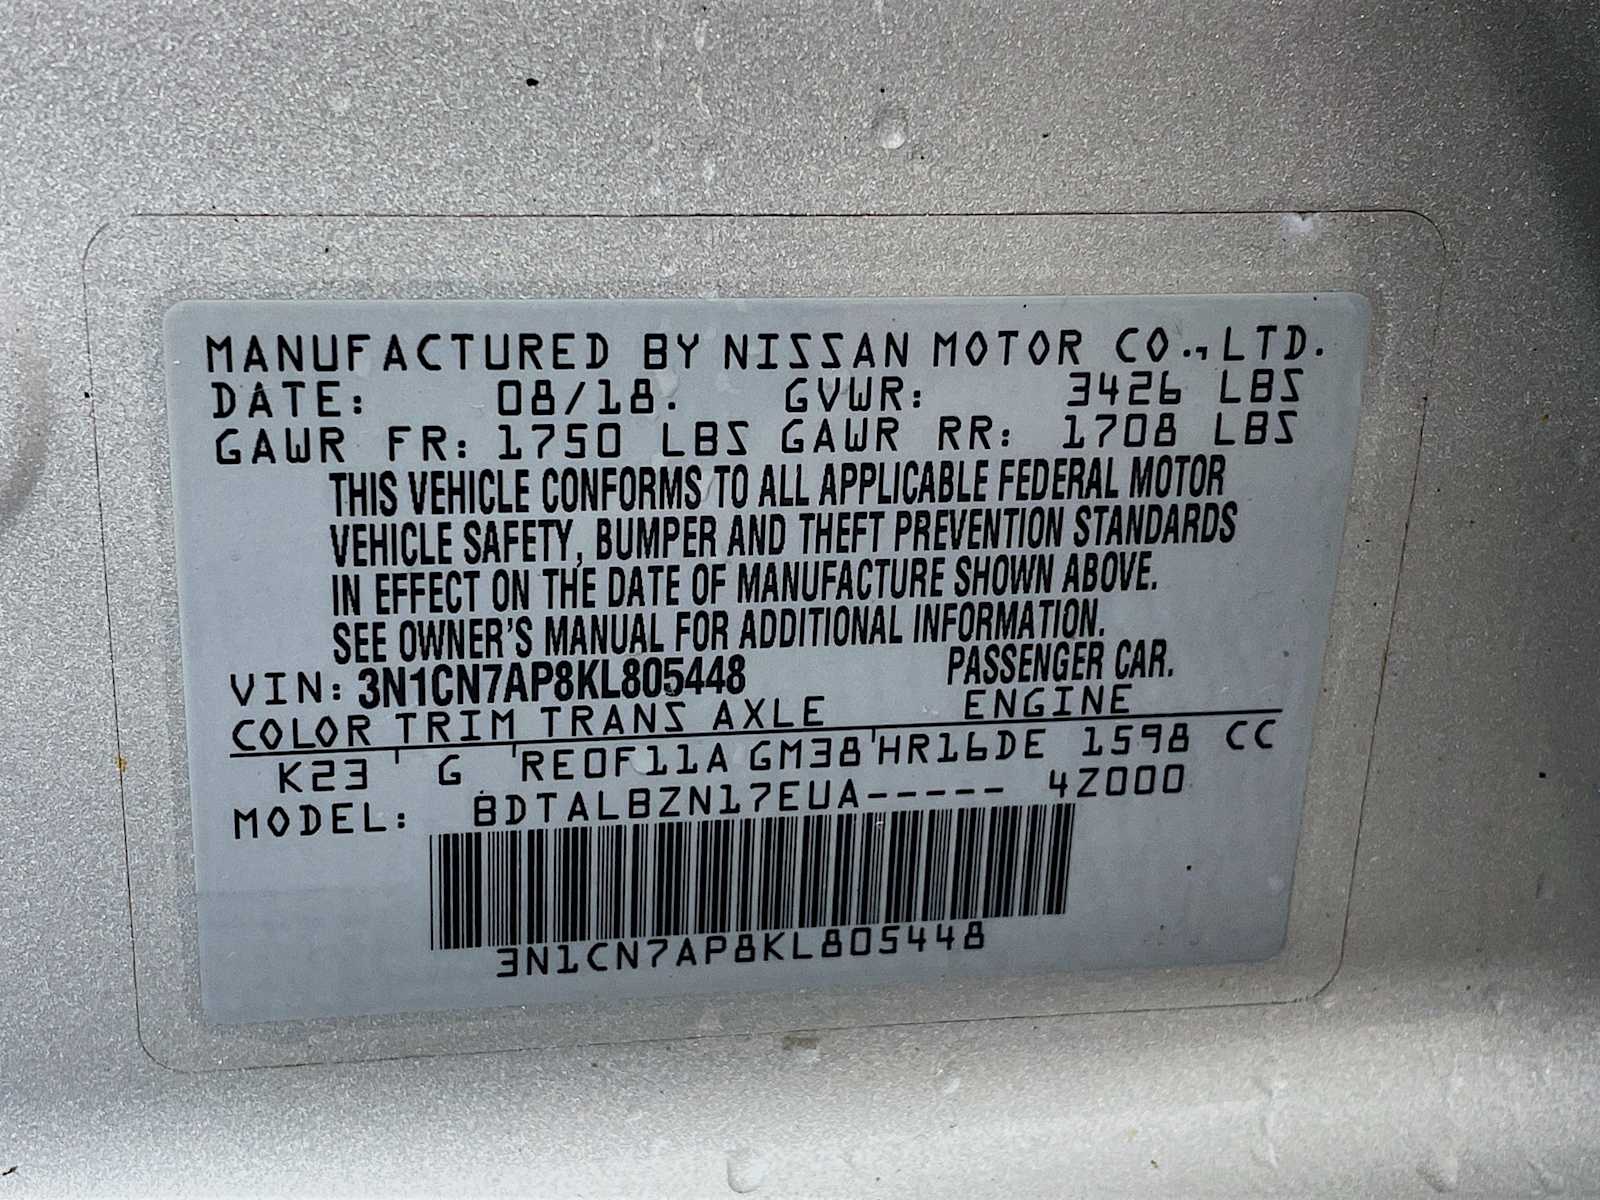 MANUFACTURED BY NISSAN MOTOR CO.,LTD.
DATE: 08/18. GVWR: 3426 LBS
GAWR FR: 1750 LBS GAWR RR: 1708 LBS
THIS VEHICLE CONFORMS TO ALL APPLICABLE FEDERAL MOTOR
VEHICLE SAFETY, BUMPER AND THEFT PREVENTION STANDARDS
IN EFFECT ON THE DATE OF MANUFACTURE SHOWN ABOVE.
SEE OWNER'S MANUAL FOR ADDITIONAL INFORMATION.
VIN: 3N1CN7AP8KL805448 PASSENGER CAR.
COLOR TRIM TRANS AXLE ENGINE
K23 ' G 'RE0F11A GM38'HR16DE 1598 CC
MODEL: BDTALBZN17EUA----- 4Z000
3N1CN7AP8KL805448